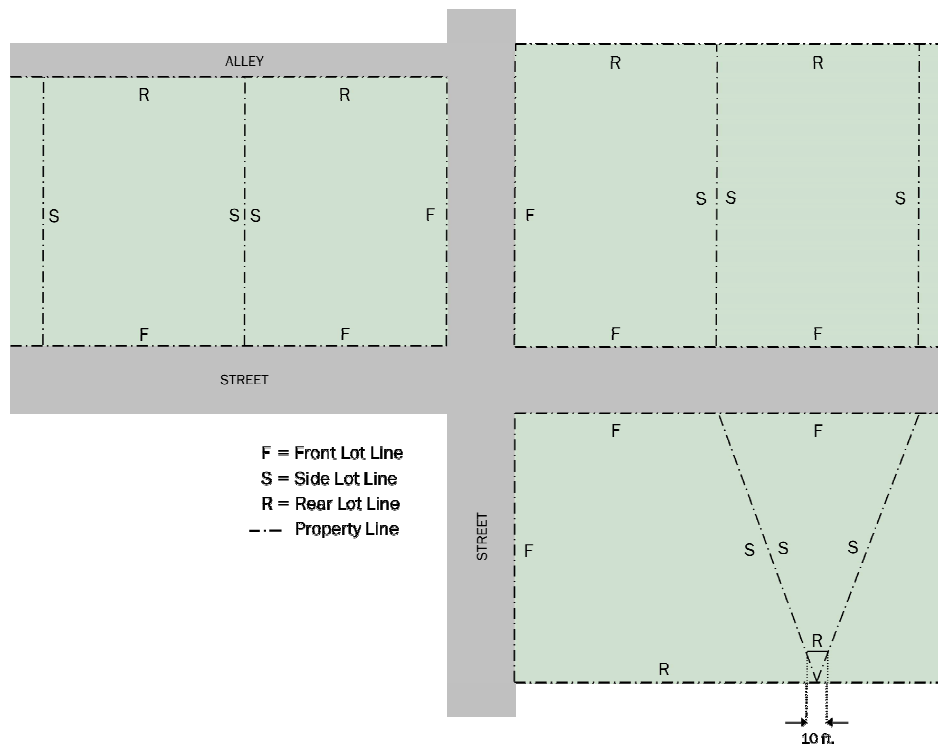 ALLEY
R
R
R
R
S
S
S
F
F
S
S
S
F
F
F
F
STREET
F
F
F = Front Lot Line
S = Side Lot Line
R = Rear Lot Line
Property Line
STREET
F
S
S
S
R
R
10 ft.